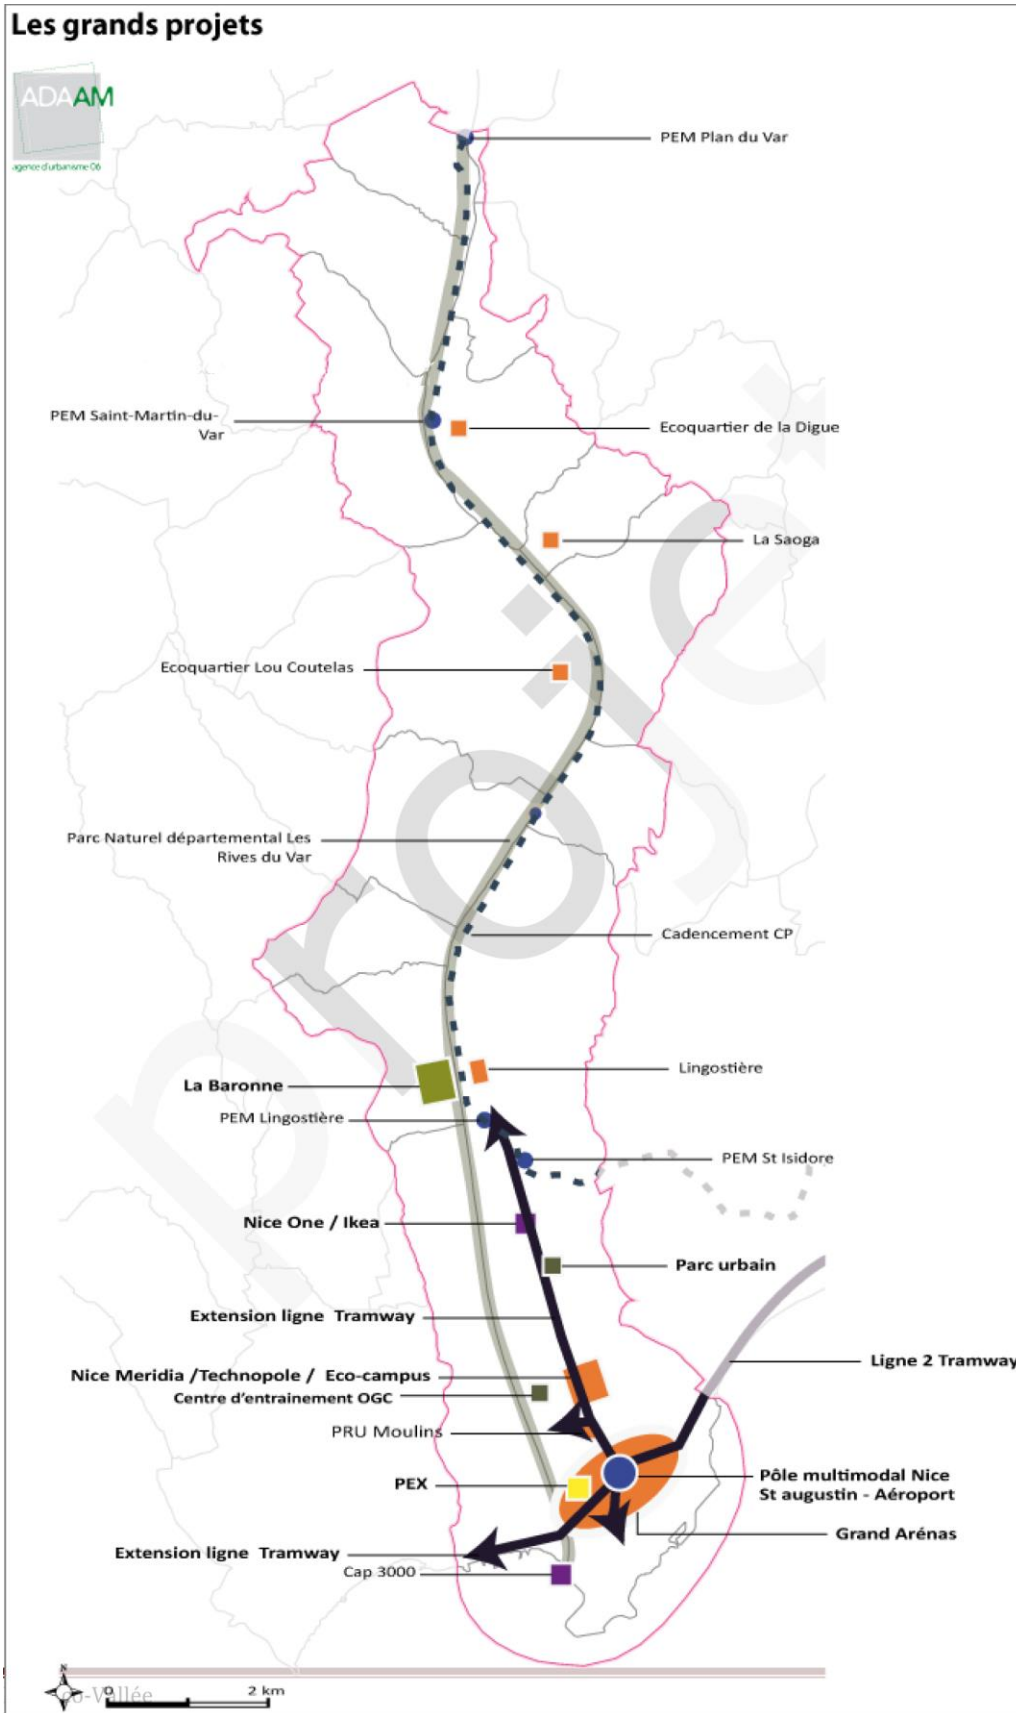 Les grands projets
ADAAM
agence d'urbanisme 06
PEM Plan du Var
PEM Saint-Martin-du-
Var
Ecoquartier de la Digue
La Saoga
Ecoquartier Lou Coutelas
Parc Naturel départemental Les
Rives du Var
Cadencement CP
Lingostière
La Baronne
PEM Lingostière
PEM St Isidore
Nice One / Ikea
Parc urbain
Extension ligne Tramway
Ligne 2 Tramway
Nice Meridia /Technopole / Eco-campus
Centre d'entrainement OGC
PRU Moulins
PEX
Pôle multimodal Nice
St augustin - Aéroport
Grand Arénas
Extension ligne Tramway
Cap 3000
projet
N
co-Vallée
0 2 km